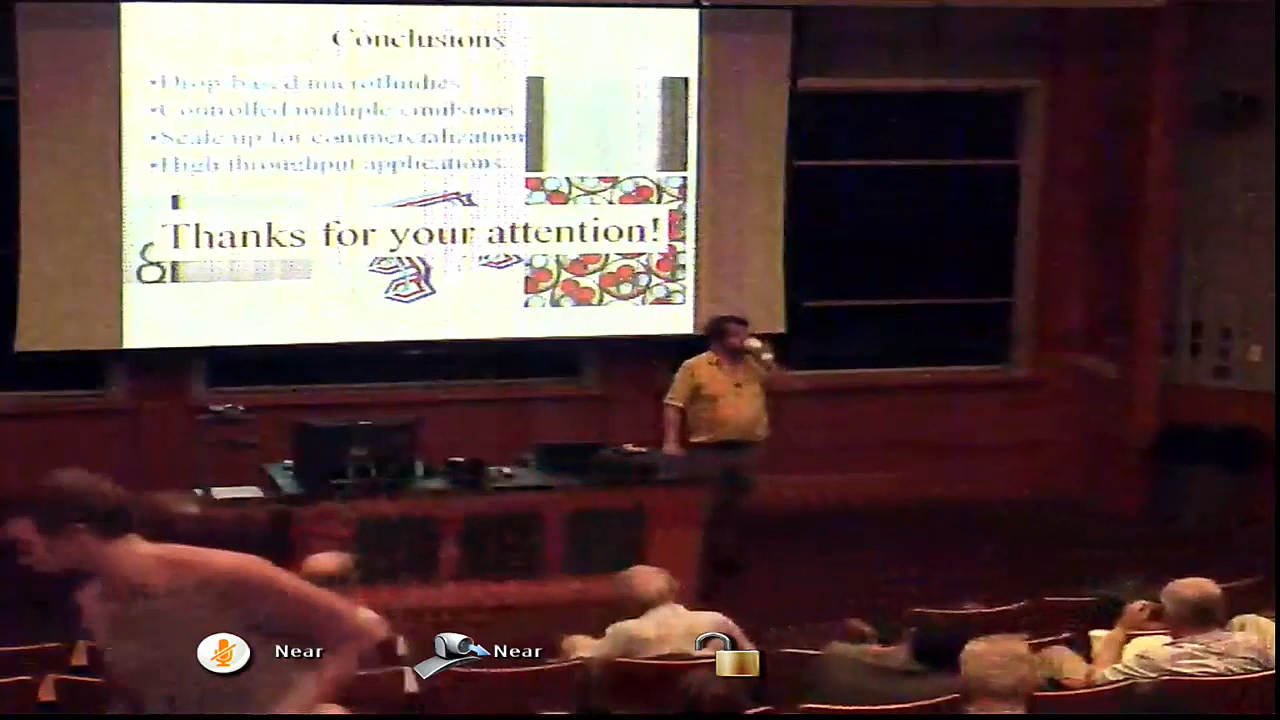 Conclusions
•Drop based microfluidics
•Controlled multiple emulsions
•Scale up for commercialization
•High throughput applications
Thanks for your attention!
Near
Near